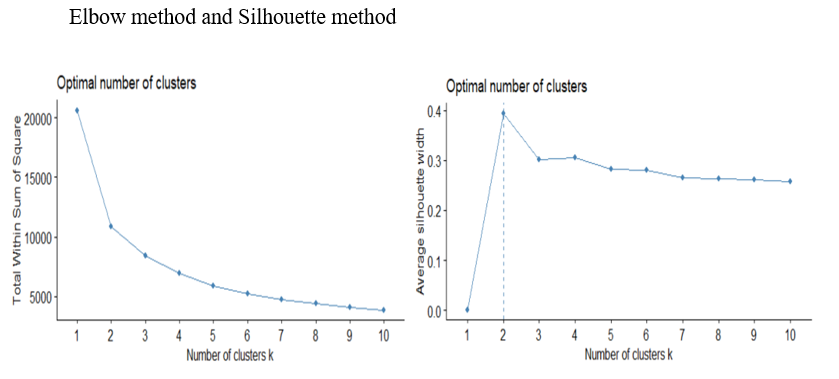 Elbow method and Silhouette method
Optimal number of clusters
Total Within Sum of Square
20000
15000
10000
5000
1 2 3 4 5 6 7 8 9 10
Number of clusters k
Optimal number of clusters
Average silhouette width
0.4
0.3
0.2
0.1
0.0
1 2 3 4 5 6 7 8 9 10
Number of clusters k